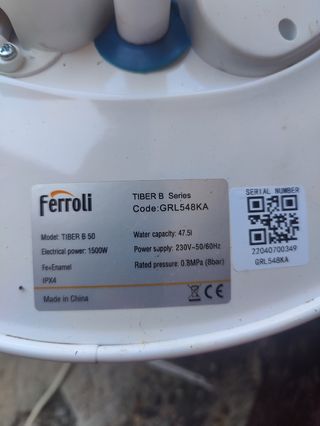 Ferroli
TIBER B Series
Code:GRL548KA
Model: TIBER B 50
Water capacity: 47.5l
Electrical power: 1500W
Power supply: 230V~50/60Hz
Fe+Enamel
Rated pressure: 0.8MPa (8bar)
IPX4
Made in China
CE
SERIAL NUMBER
22040700349
GRL548KA